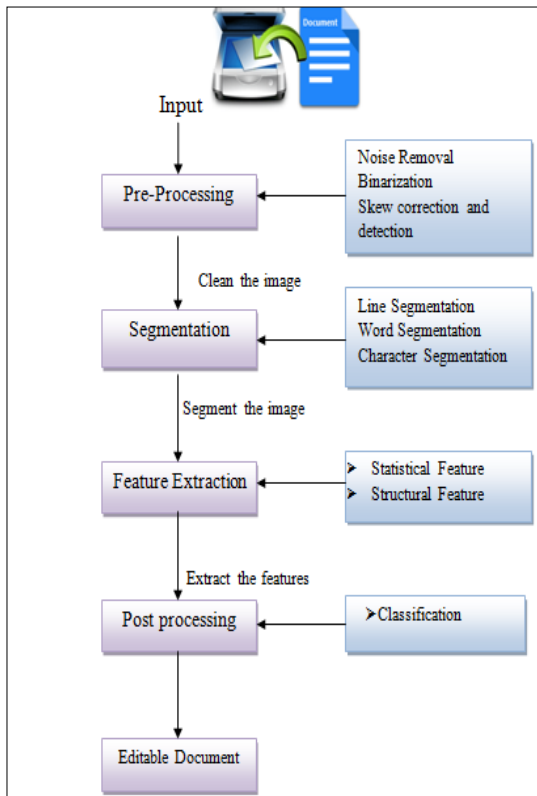 Document
Input
Pre-Processing
Noise Removal
Binarization
Skew correction and
detection
Clean the image
Segmentation
Line Segmentation
Word Segmentation
Character Segmentation
Segment the image
Feature Extraction
➤ Statistical Feature
➤ Structural Feature
Extract the features
Post processing
➤Classification
Editable Document